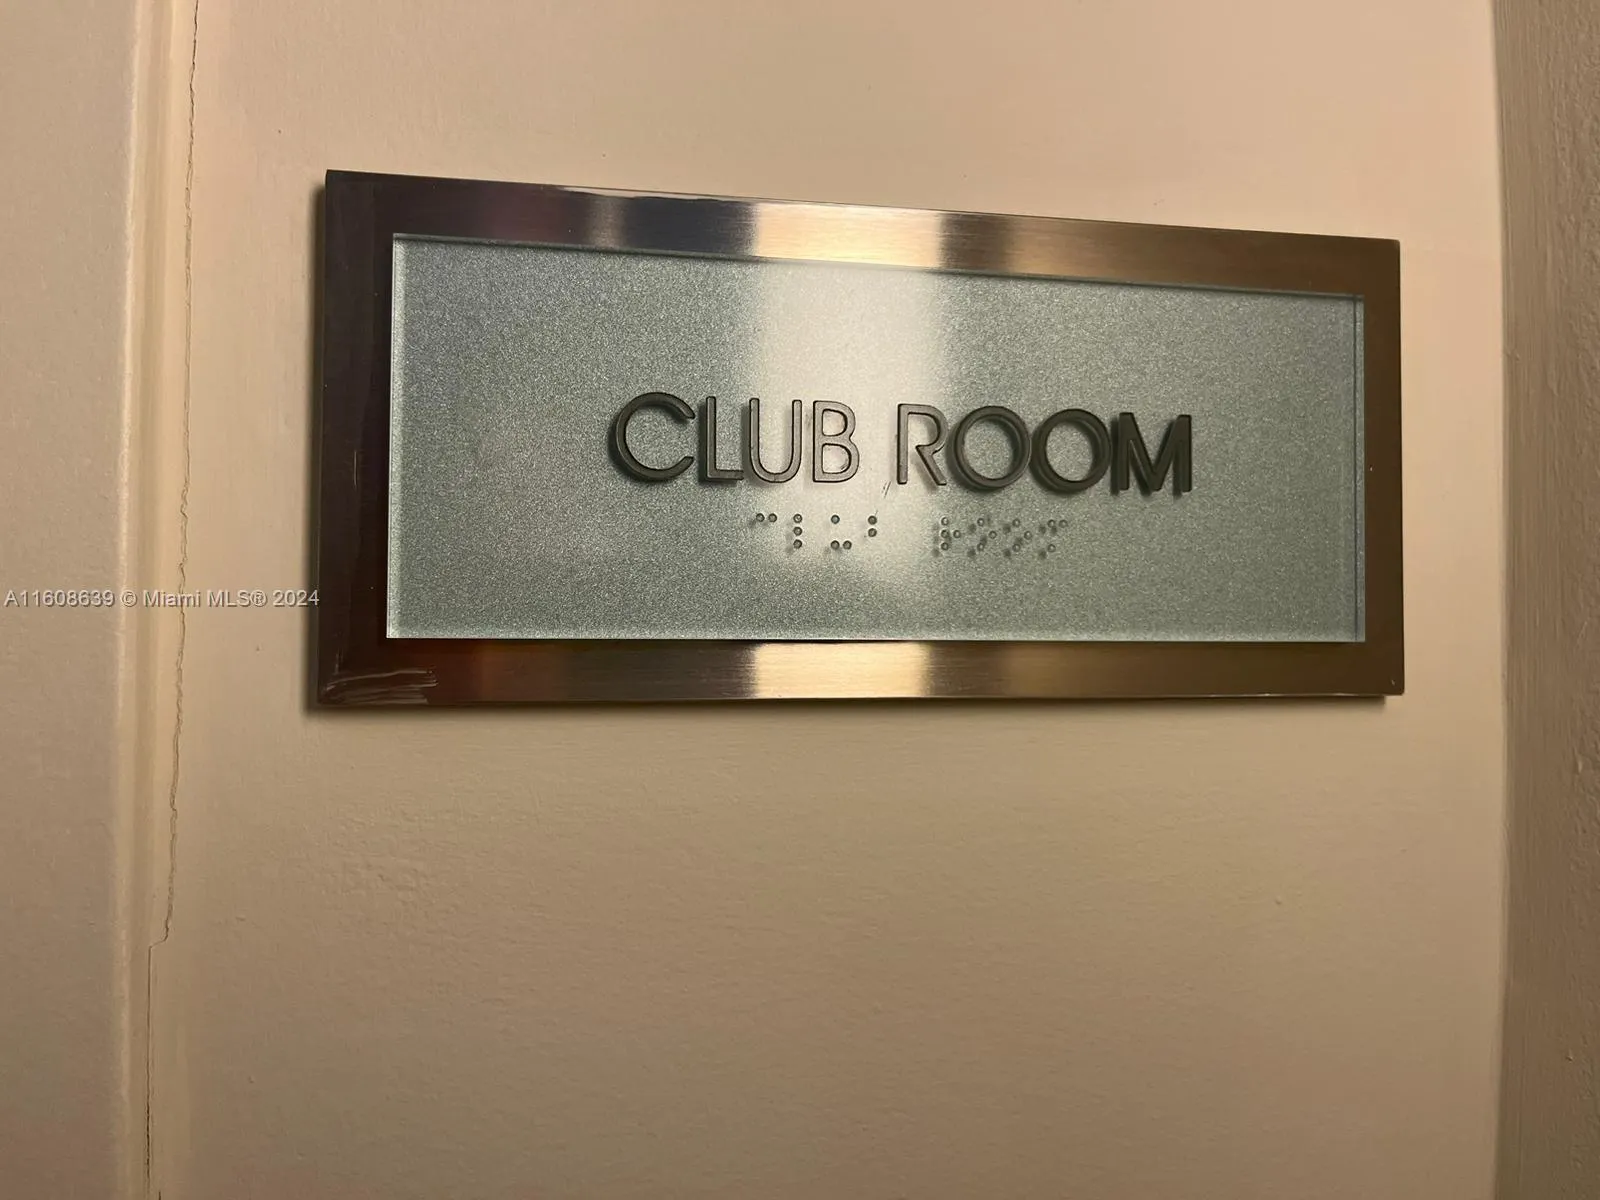 CLUB ROOM
⠉⠇⠥⠃ ⠗⠕⠕⠍
A11608639 © Miami MLS® 2024